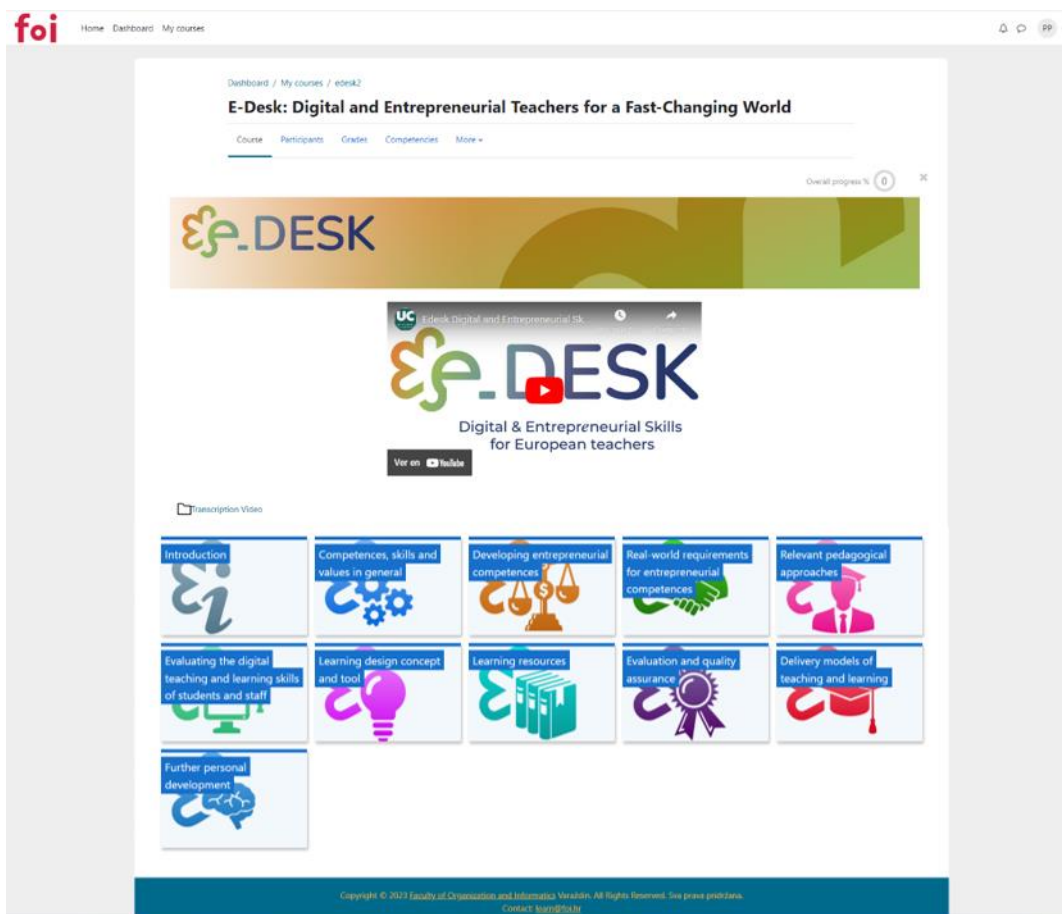 foi Home Dashboard My courses PP
Dashboard / My courses / edesk2
E-Desk: Digital and Entrepreneurial Teachers for a Fast-Changing World
Course Participants Grades Competencies More
Overall progress % 0
e-DESK
UC Edesk Digital and Entrepreneurial Sk
e-DESK
Digital & Entrepreneurial Skills
for European teachers
Ver en YouTube
Transcription Video
Introduction
Competences, skills and
values in general
Developing entrepreneurial
competences
Real-world requirements
for entrepreneurial
competences
Relevant pedagogical
approaches
Evaluating the digital
teaching and learning skills
of students and staff
Learning design concept
and tool
Learning resources
Evaluation and quality
assurance
Delivery models of
teaching and learning
Further personal
development
Copyright © 2023 Faculty of Organization and Informatics Varaždin. All Rights Reserved. Sva prava pridržana.
Contact: learn@foi.hr